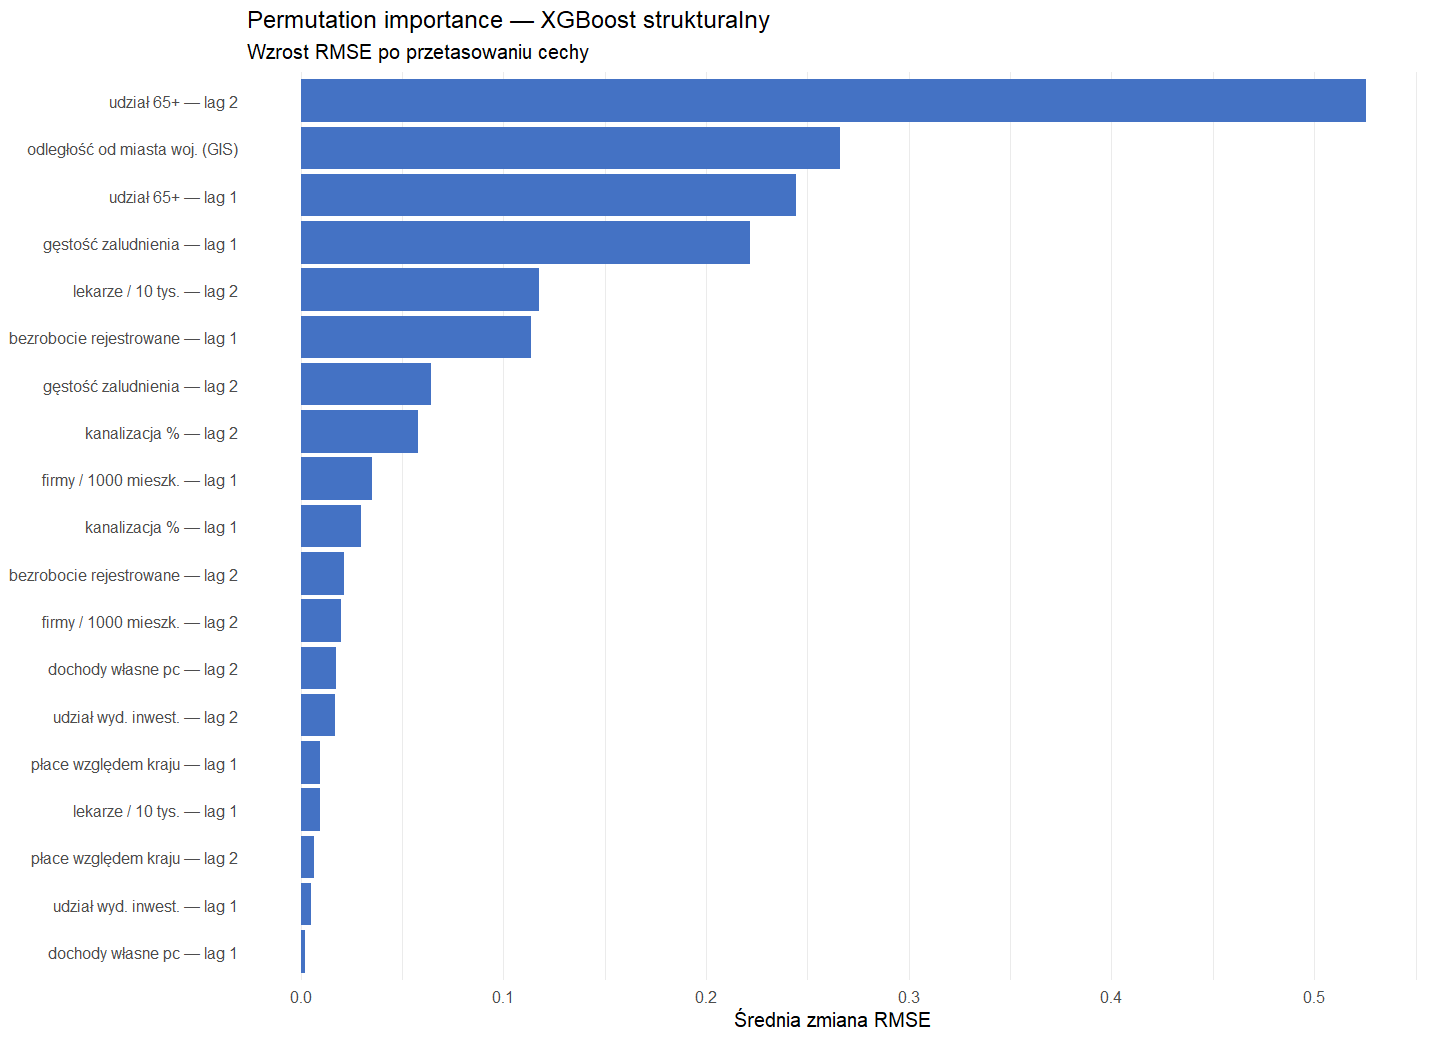 Permutation importance — XGBoost strukturalny
Wzrost RMSE po przetasowaniu cechy
udział 65+ — lag 2
odległość od miasta woj. (GIS)
udział 65+ — lag 1
gęstość zaludnienia — lag 1
lekarze / 10 tys. — lag 2
bezrobocie rejestrowane — lag 1
gęstość zaludnienia — lag 2
kanalizacja % — lag 2
firmy / 1000 mieszk. — lag 1
kanalizacja % — lag 1
bezrobocie rejestrowane — lag 2
firmy / 1000 mieszk. — lag 2
dochody własne pc — lag 2
udział wyd. inwest. — lag 2
płace względem kraju — lag 1
lekarze / 10 tys. — lag 1
płace względem kraju — lag 2
udział wyd. inwest. — lag 1
dochody własne pc — lag 1
0.0 0.1 0.2 0.3 0.4 0.5
Średnia zmiana RMSE